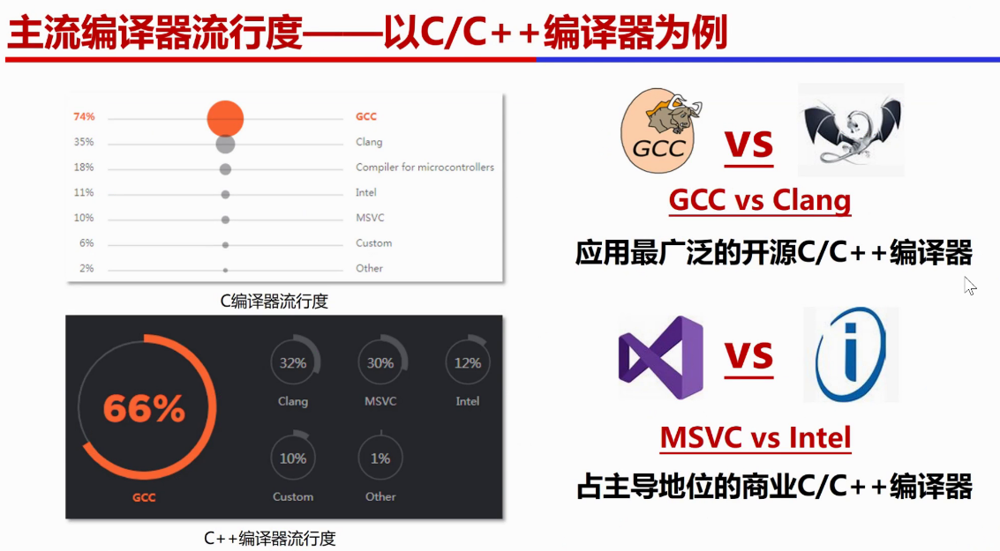 主流编译器流行度——以C/C++编译器为例
74% GCC
35% Clang
18% Compiler for microcontrollers
11% Intel
10% MSVC
6% Custom
2% Other
C编译器流行度
66%
GCC
32% 30% 12%
Clang MSVC Intel
10% 1%
Custom Other
C++编译器流行度
GCC
VS
GCC vs Clang
应用最广泛的开源C/C++编译器
VS
i
MSVC vs Intel
占主导地位的商业C/C++编译器